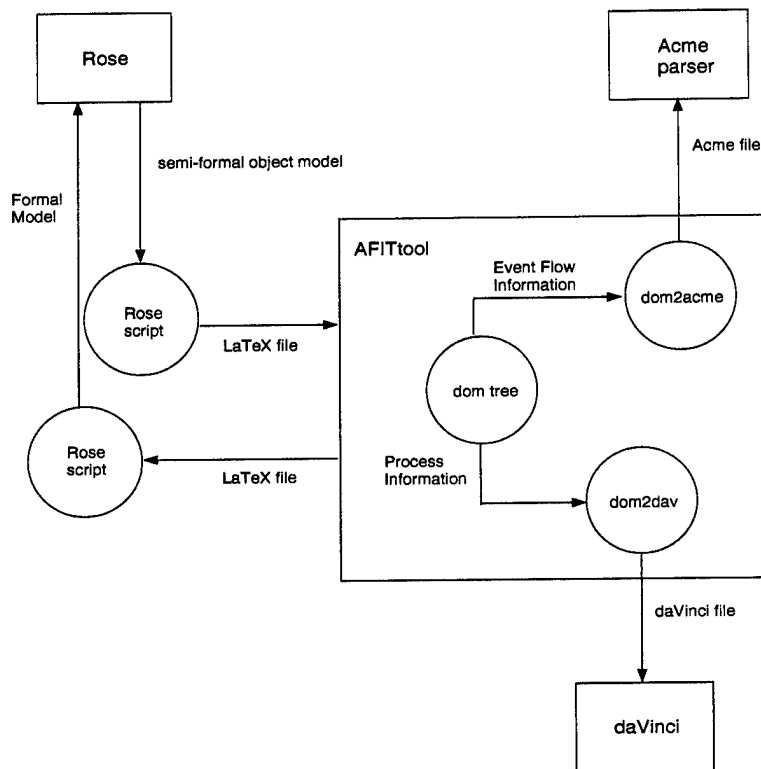 Rose
Acme
parser
semi-formal object model
Acme file
Formal
Model
AFITtool
Event Flow
Information
dom2acme
Rose
script
LaTeX file
dom tree
Rose
script
LaTeX file
Process
Information
dom2dav
daVinci file
daVinci